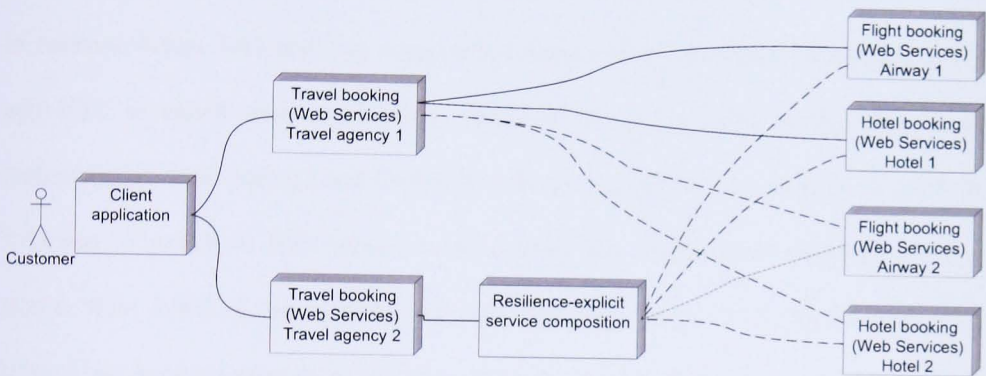 Customer
Client
application
Travel booking
(Web Services)
Travel agency 1
Travel booking
(Web Services)
Travel agency 2
Resilience-explicit
service composition
Flight booking
(Web Services)
Airway 1
Hotel booking
(Web Services)
Hotel 1
Flight booking
(Web Services)
Airway 2
Hotel booking
(Web Services)
Hotel 2